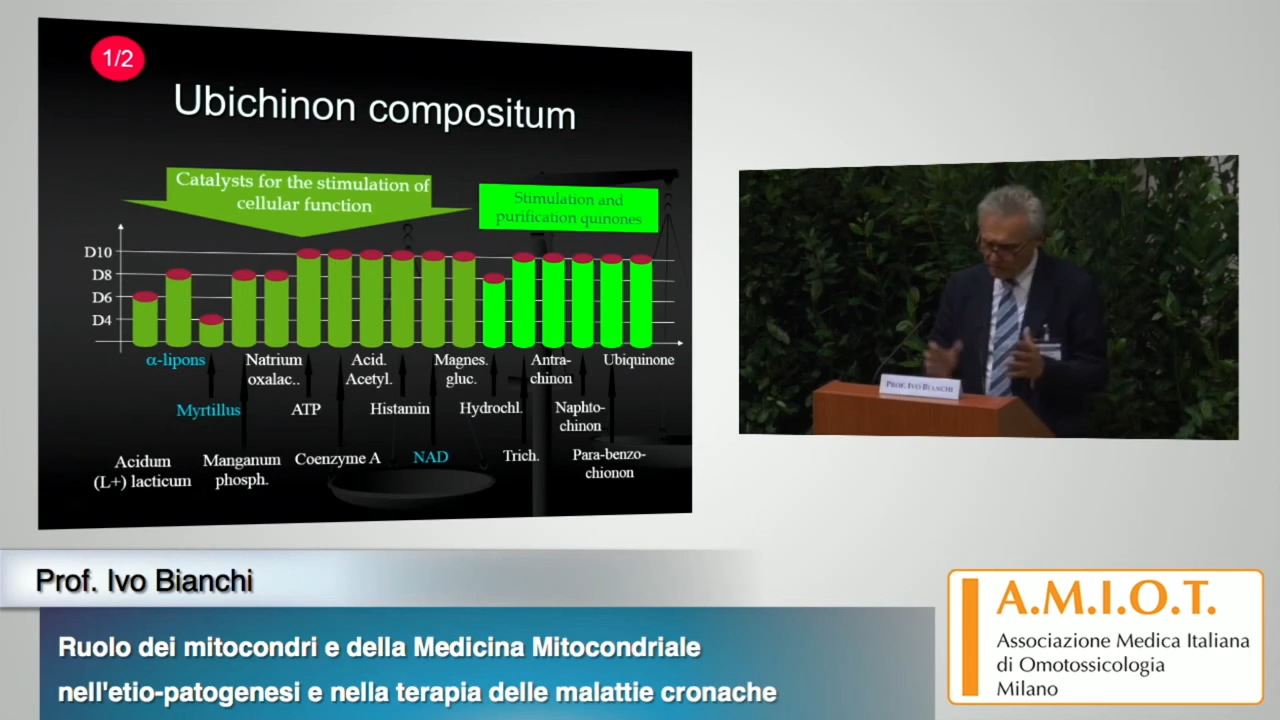 1/2
Ubichinon compositum
Catalysts for the stimulation of
cellular function
Stimulation and
purification quinones
D10
D8
D6
D4
α-lipons
Natrium
oxalac..
Acid.
Acetyl.
Magnes.
gluc.
Antra-
chinon
Ubiquinone
Myrtillus
ATP
Histamin
Hydrochl.
Naphto-
chinon
Acidum
(L+) lacticum
Manganum
phosph.
Coenzyme A
NAD
Trich.
Para-benzo-
chionon
PROF. IVO BIANCHI
Prof. Ivo Bianchi
Ruolo dei mitocondri e della Medicina Mitocondriale
nell'etio-patogenesi e nella terapia delle malattie cronache
A.M.I.O.T.
Associazione Medica Italiana
di Omotossicologia
Milano